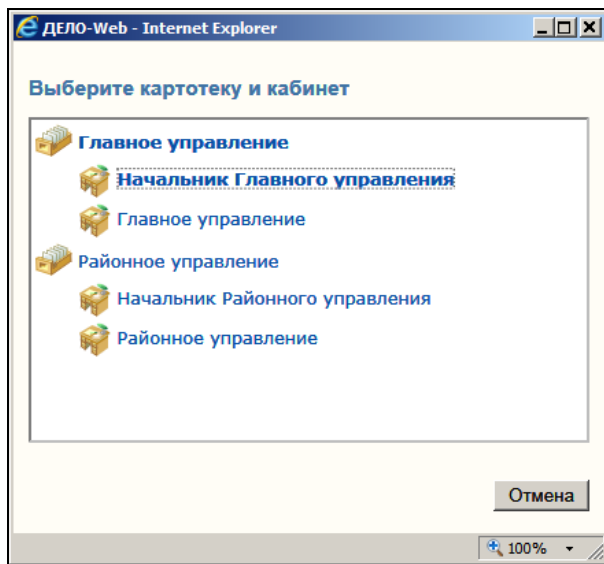 ДЕЛО-Web - Internet Explorer
Выберите картотеку и кабинет
Главное управление
Начальник Главного управления
Главное управление
Районное управление
Начальник Районного управления
Районное управление
Отмена
100%